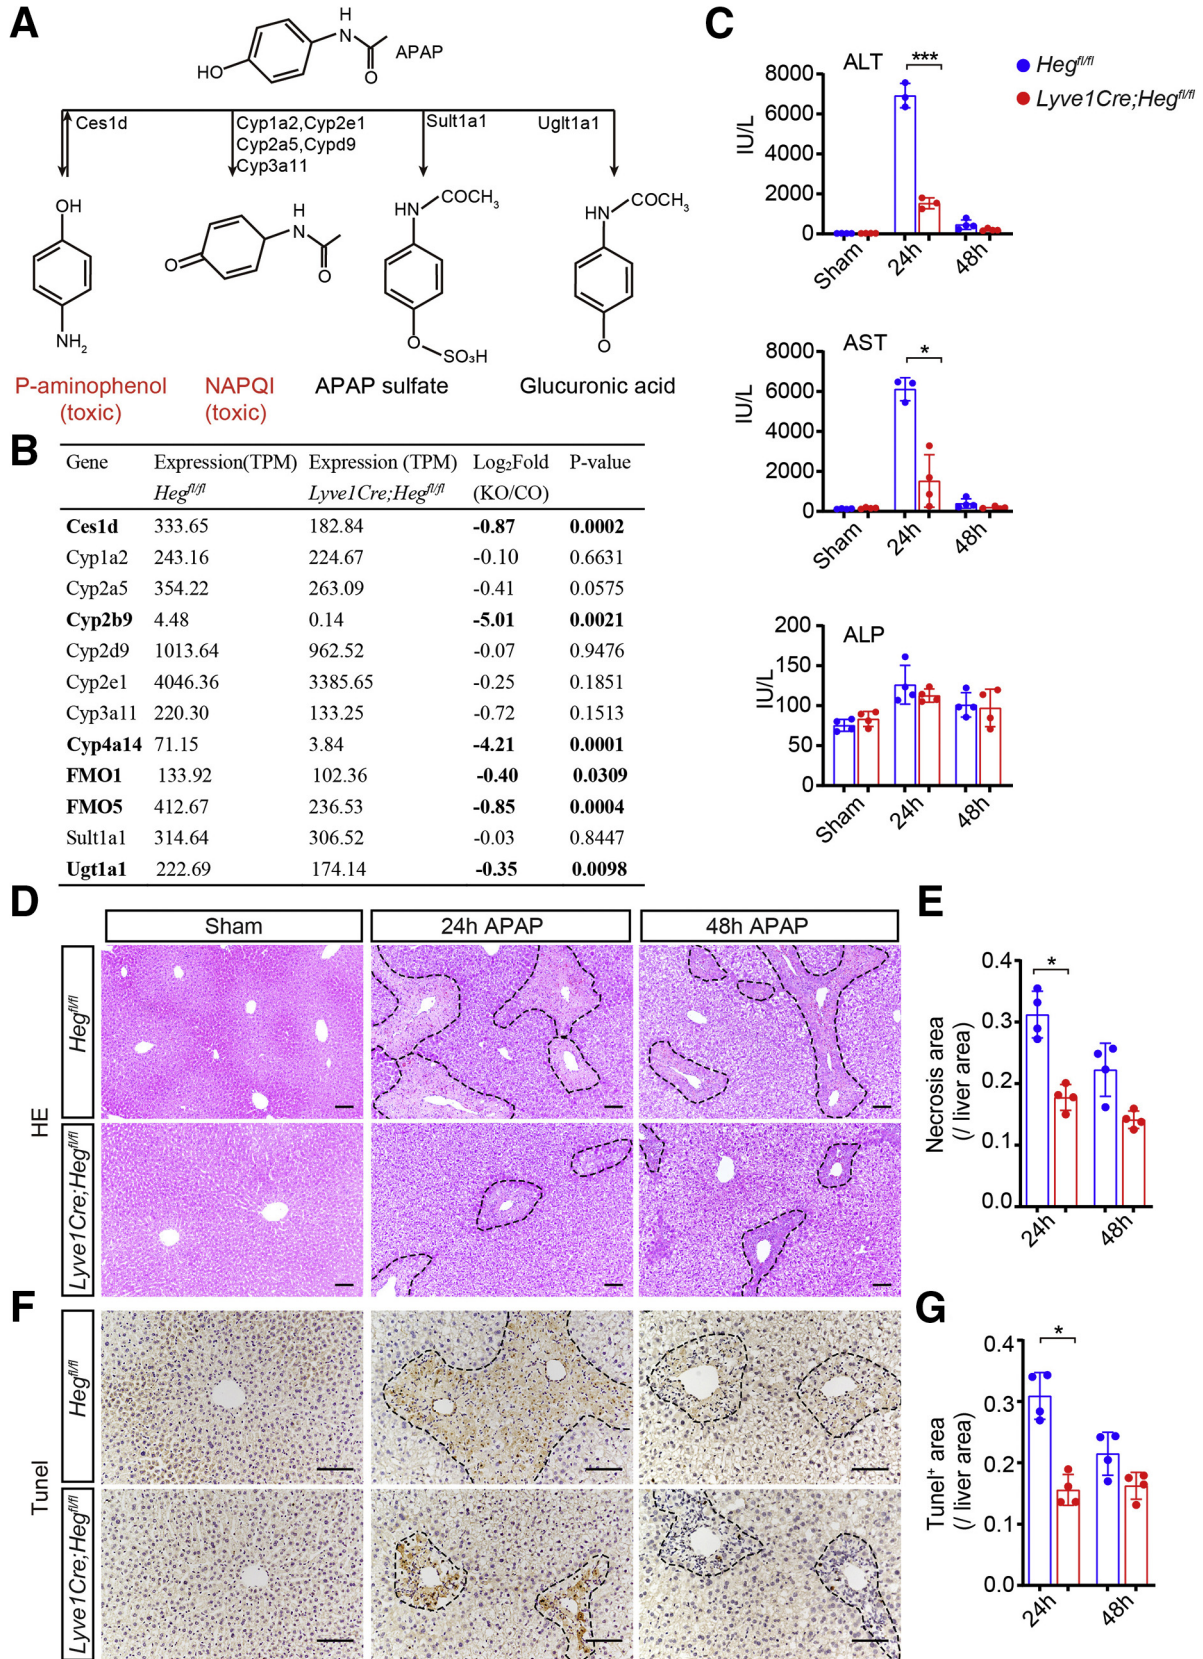 A
H
N
HO
O
APAP
Ces1d
Cyp1a2,Cyp2e1
Cyp2a5,Cypd9
Cyp3a11
Sult1a1
Uglt1a1
OH
NH₂
H
N
O
O
HN
COCH₃
O
SO₃H
HN
COCH₃
O
P-aminophenol
(toxic)
NAPQI
(toxic)
APAP sulfate
Glucuronic acid
B
Gene Expression(TPM) Expression (TPM) Log₂Fold P-value
Heg^fl/fl Lyve1Cre;Heg^fl/fl (KO/CO)
Ces1d 333.65 182.84 -0.87 0.0002
Cyp1a2 243.16 224.67 -0.10 0.6631
Cyp2a5 354.22 263.09 -0.41 0.0575
Cyp2b9 4.48 0.14 -5.01 0.0021
Cyp2d9 1013.64 962.52 -0.07 0.9476
Cyp2e1 4046.36 3385.65 -0.25 0.1851
Cyp3a11 220.30 133.25 -0.72 0.1513
Cyp4a14 71.15 3.84 -4.21 0.0001
FMO1 133.92 102.36 -0.40 0.0309
FMO5 412.67 236.53 -0.85 0.0004
Sult1a1 314.64 306.52 -0.03 0.8447
Ugt1a1 222.69 174.14 -0.35 0.0098
C
ALT
***
8000
6000
4000
2000
0
IU/L
Sham
24h
48h
Heg^fl/fl
Lyve1Cre;Heg^fl/fl
AST
*
8000
6000
4000
2000
0
IU/L
Sham
24h
48h
ALP
200
150
100
50
0
IU/L
Sham
24h
48h
D
Sham
24h APAP
48h APAP
HE
Heg^fl/fl
Lyve1Cre;Heg^fl/fl
E
*
0.4
0.3
0.2
0.1
0.0
Necrosis area
(/ liver area)
24h
48h
F
Tunel
Heg^fl/fl
Lyve1Cre;Heg^fl/fl
G
*
0.4
0.3
0.2
0.1
0.0
Tunel⁺ area
(/ liver area)
24h
48h